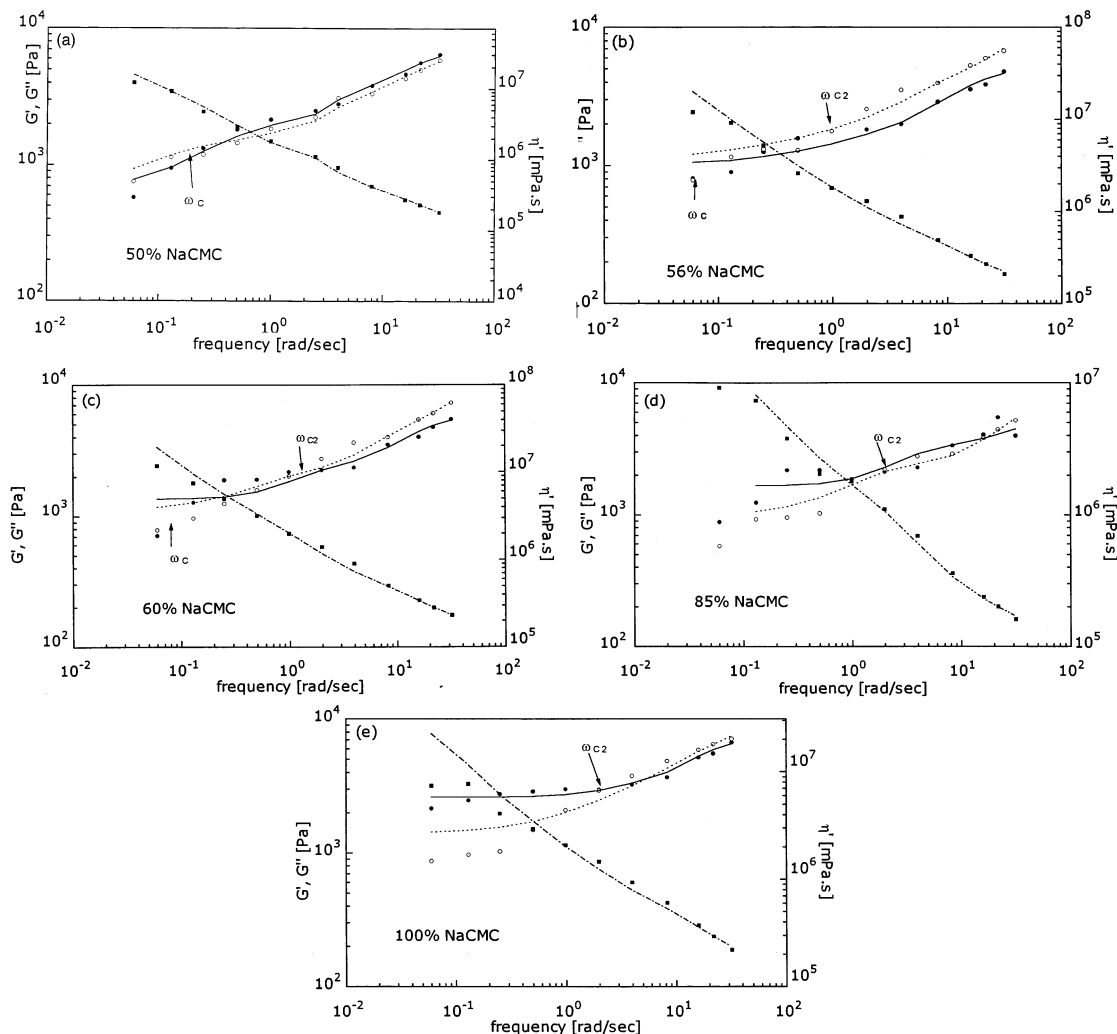 (a)
10⁴
10³
10²
10⁷
10⁶
10⁵
10⁴
η' [mPa.s]
G', G'' [Pa]
ω c
50% NaCMC
10⁻² 10⁻¹ 10⁰ 10¹ 10²
frequency [rad/sec]
(b)
10⁴
10³
0²
10⁸
10⁷
10⁶
10⁵
η' [mPa.s]
'' [Pa]
ω C2
ω c
56% NaCMC
⁻² 10⁻¹ 10⁰ 10¹ 10²
frequency [rad/sec]
(c)
10⁴
10³
10²
10⁸
10⁷
10⁶
10⁵
η' [mPa.s]
G', G'' [Pa]
ω C2
ω c
60% NaCMC
10⁻² 10⁻¹ 10⁰ 10¹ 10²
frequency [rad/sec]
(d)
10⁴
10³
10²
10⁷
10⁶
10⁵
η' [mPa.s]
G', G'' [Pa]
ω C2
85% NaCMC
10⁻² 10⁻¹ 10⁰ 10¹ 10²
frequency [rad/sec]
(e)
10⁴
10³
10²
10⁷
10⁶
10⁵
η' [mPa.s]
G', G'' [Pa]
ω C2
100% NaCMC
10⁻² 10⁻¹ 10⁰ 10¹ 10²
frequency [rad/sec]